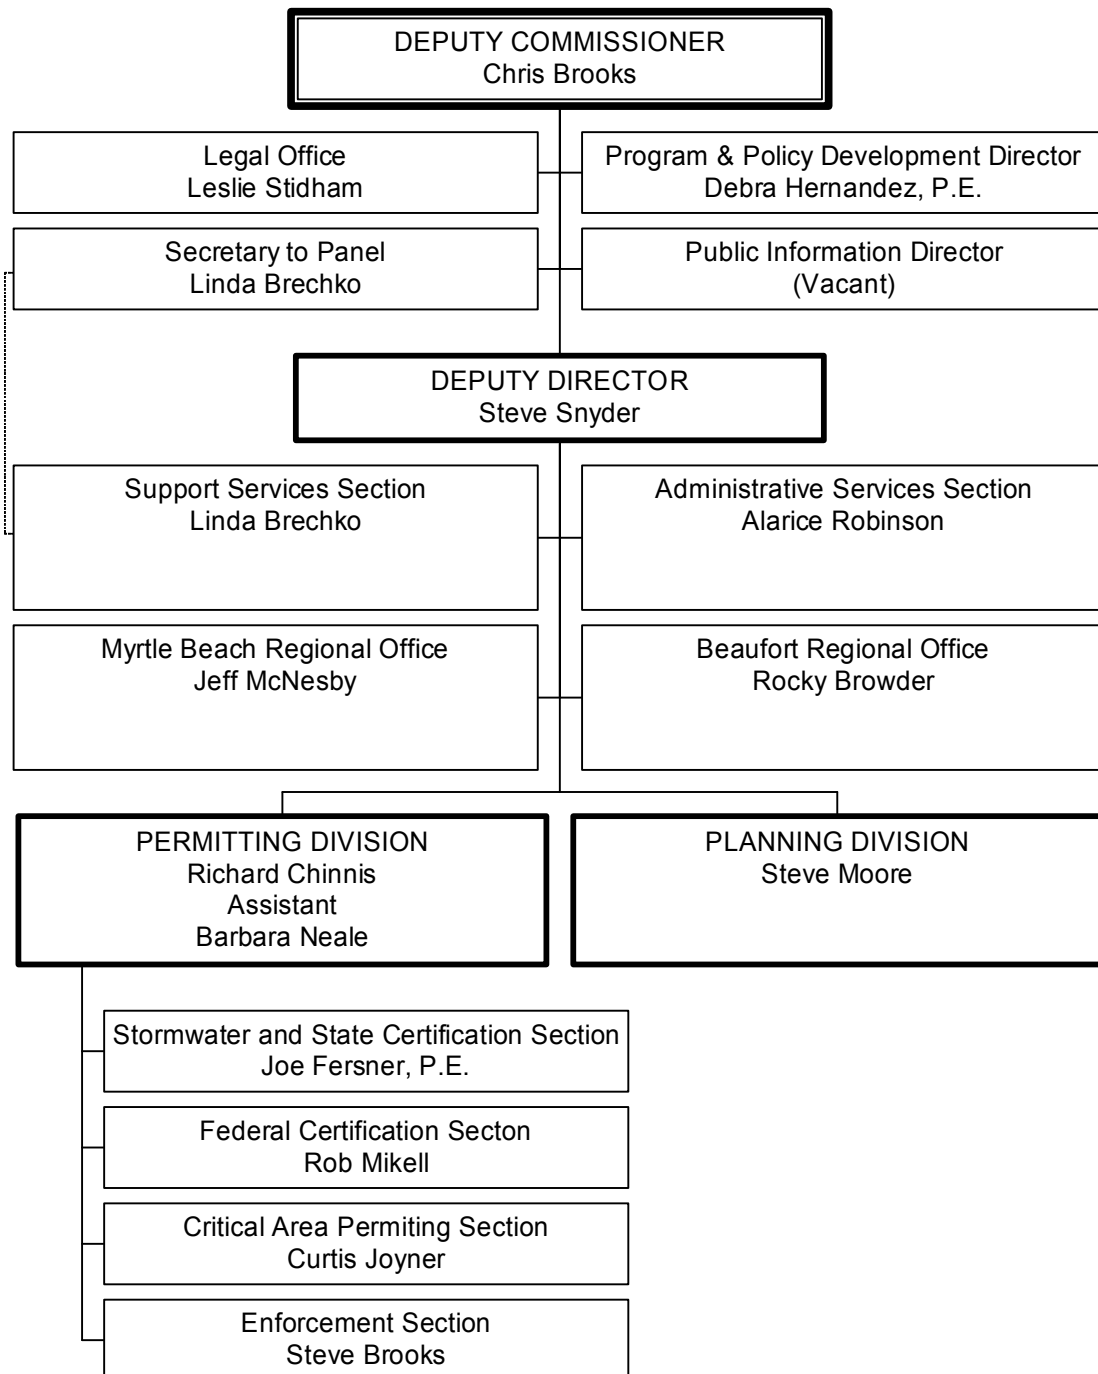 DEPUTY COMMISSIONER
Chris Brooks
Legal Office
Leslie Stidham
Program & Policy Development Director
Debra Hernandez, P.E.
Secretary to Panel
Linda Brechko
Public Information Director
(Vacant)
DEPUTY DIRECTOR
Steve Snyder
Support Services Section
Linda Brechko
Administrative Services Section
Alarice Robinson
Myrtle Beach Regional Office
Jeff McNesby
Beaufort Regional Office
Rocky Browder
PERMITTING DIVISION
Richard Chinnis
Assistant
Barbara Neale
PLANNING DIVISION
Steve Moore
Stormwater and State Certification Section
Joe Fersner, P.E.
Federal Certification Secton
Rob Mikell
Critical Area Permiting Section
Curtis Joyner
Enforcement Section
Steve Brooks